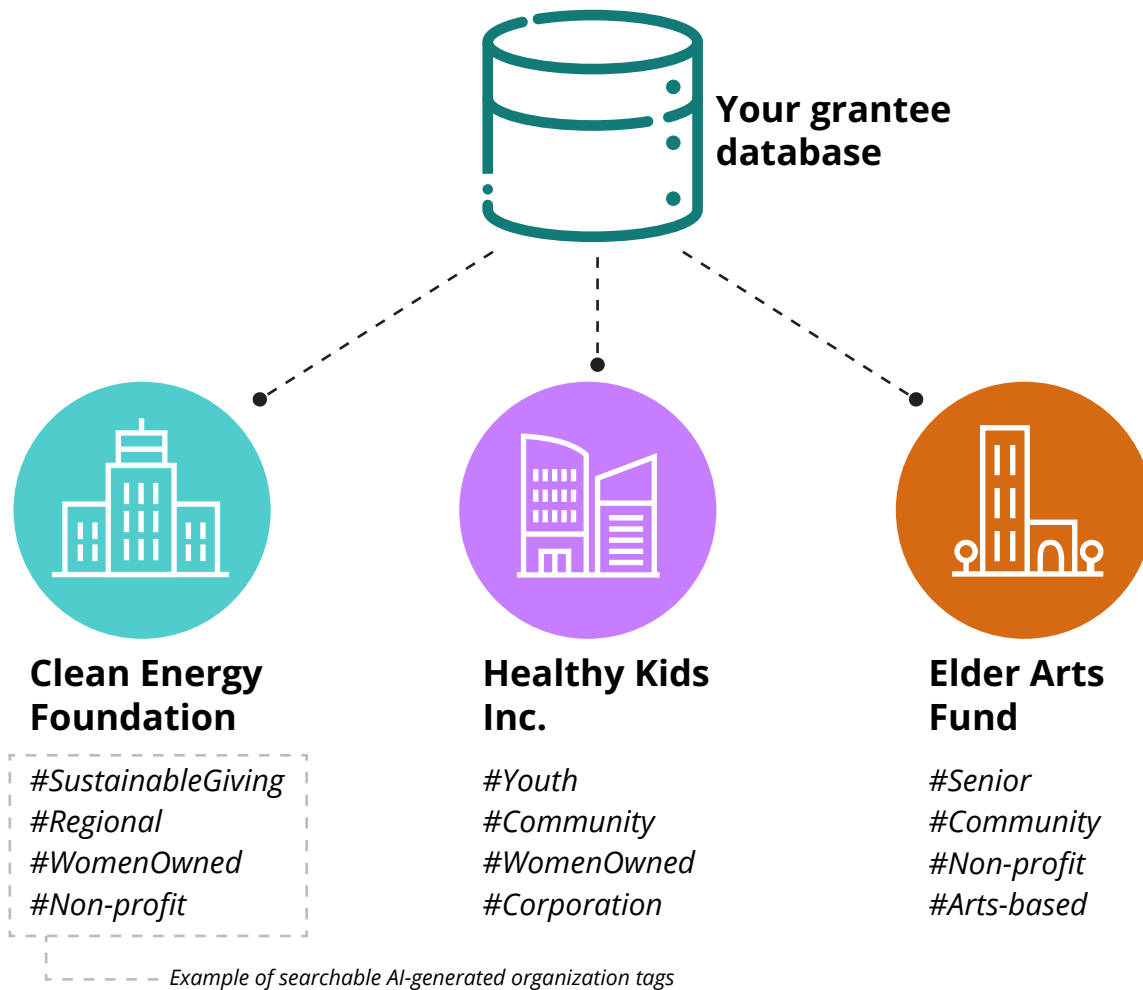 Your grantee
database
Clean Energy
Foundation
#SustainableGiving
#Regional
#WomenOwned
#Non-profit
Healthy Kids
Inc.
#Youth
#Community
#WomenOwned
#Corporation
Elder Arts
Fund
#Senior
#Community
#Non-profit
#Arts-based
Example of searchable AI-generated organization tags